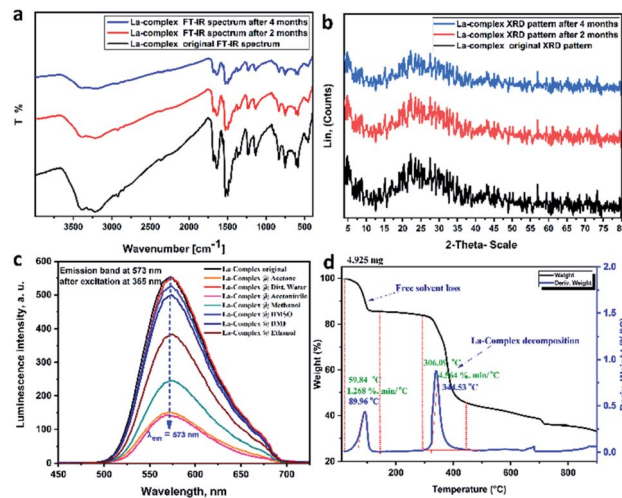 a
La-complex FT-IR spectrum after 4 months
La-complex FT-IR spectrum after 2 months
La-complex original FT-IR spectrum
T %
3500 3000 2500 2000 1500 1000 500
Wavenumber [cm⁻¹]
b
La-complex XRD pattern after 4 months
La-complex XRD pattern after 2 months
La-complex original XRD pattern
Lin, (Counts)
5 10 15 20 25 30 35 40 45 50 55 60 65 70 75 80
2-Theta- Scale
c
Emission band at 573 nm
after excitation at 365 nm
La-Complex original
La-Complex @ Acetone
La-Complex @ Dist. Water
La-Complex @ Acetonitrile
La-Complex @ Methanol
La-Complex @ DMSO
La-Complex @ DMF
La-Complex @ Ethanol
Luminescence intensity, a. u.
600
500
400
300
200
100
0
λem = 573 nm
450 500 550 600 650 700
Wavelength, nm
d
4.925 mg
Weight
Deriv. Weight
Free solvent loss
La-Complex decomposition
59.84 °C
1.268 %. min/°C
89.96 °C
306.09 °C
4.564 %. min/°C
344.53 °C
Weight (%)
100
80
60
40
20
2.0
1.5
1.0
0.5
0.0
200 400 600 800
Temperature (°C)